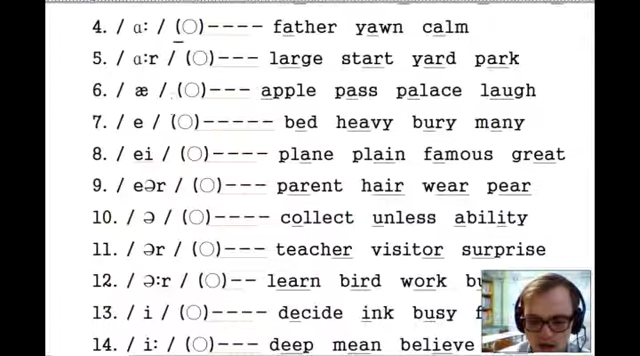 4. / ɑː / (○)---- father yawn calm
5. / ɑːr / (○)--- large start yard park
6. / æ / (○)--- apple pass palace laugh
7. / e / (○)----- bed heavy bury many
8. / ei / (○)---- plane plain famous great
9. / eər / (○)--- parent hair wear pear
10. / ə / (○)---- collect unless ability
11. / ər / (○)--- teacher visitor surprise
12. / əːr / (○)-- learn bird work
13. / i / (○)---- decide ink busy
14. / iː / (○)--- deep mean believe